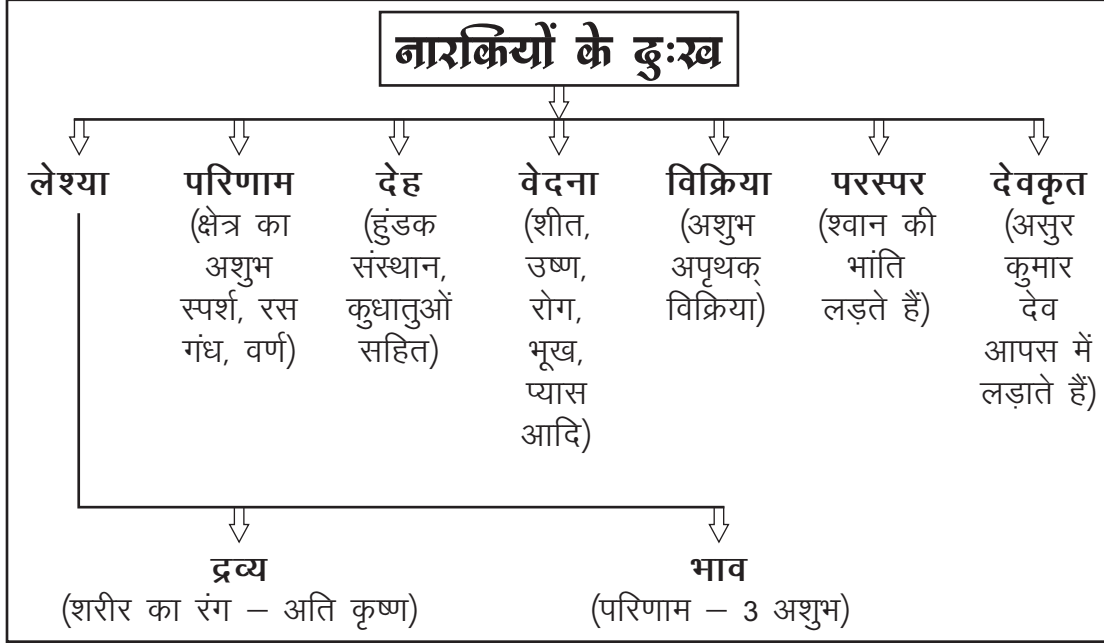 नारकियों के दुःख
लेश्या
परिणाम
(क्षेत्र का
अशुभ
स्पर्श, रस
गंध, वर्ण)
देह
(हुंडक
संस्थान,
कुधातुओं
सहित)
वेदना
(शीत,
उष्ण,
रोग,
भूख,
प्यास
आदि)
विक्रिया
(अशुभ
अपृथक्
विक्रिया)
परस्पर
(श्वान की
भांति
लड़ते हैं)
देवकृत
(असुर
कुमार
देव
आपस में
लड़ाते हैं)
द्रव्य
(शरीर का रंग – अति कृष्ण)
भाव
(परिणाम – 3 अशुभ)